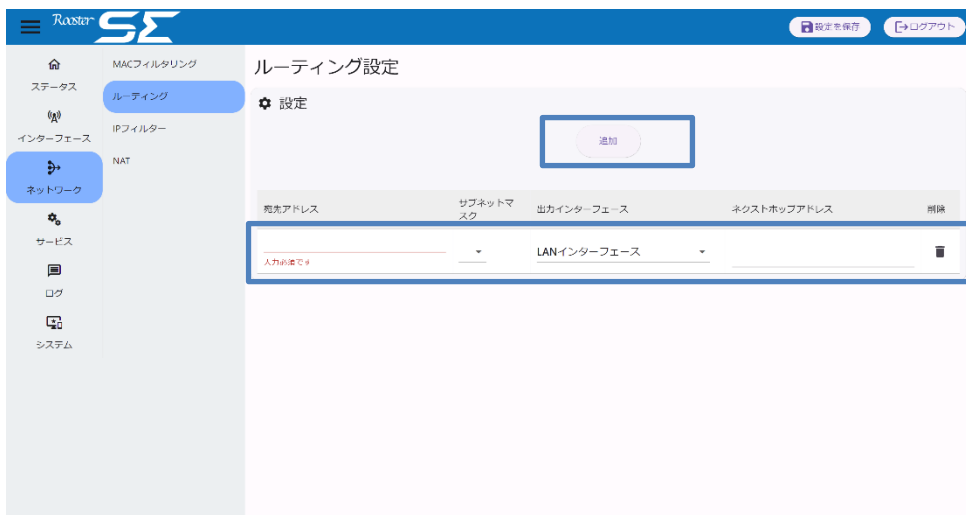 Rooster SE
設定を保存
ログアウト
ステータス
インターフェース
ネットワーク
サービス
ログ
システム
MACフィルタリング
ルーティング
IPフィルター
NAT
ルーティング設定
設定
追加
宛先アドレス
サブネットマ
スク
出力インターフェース
ネクストホップアドレス
削除
入力必須です
LANインターフェース